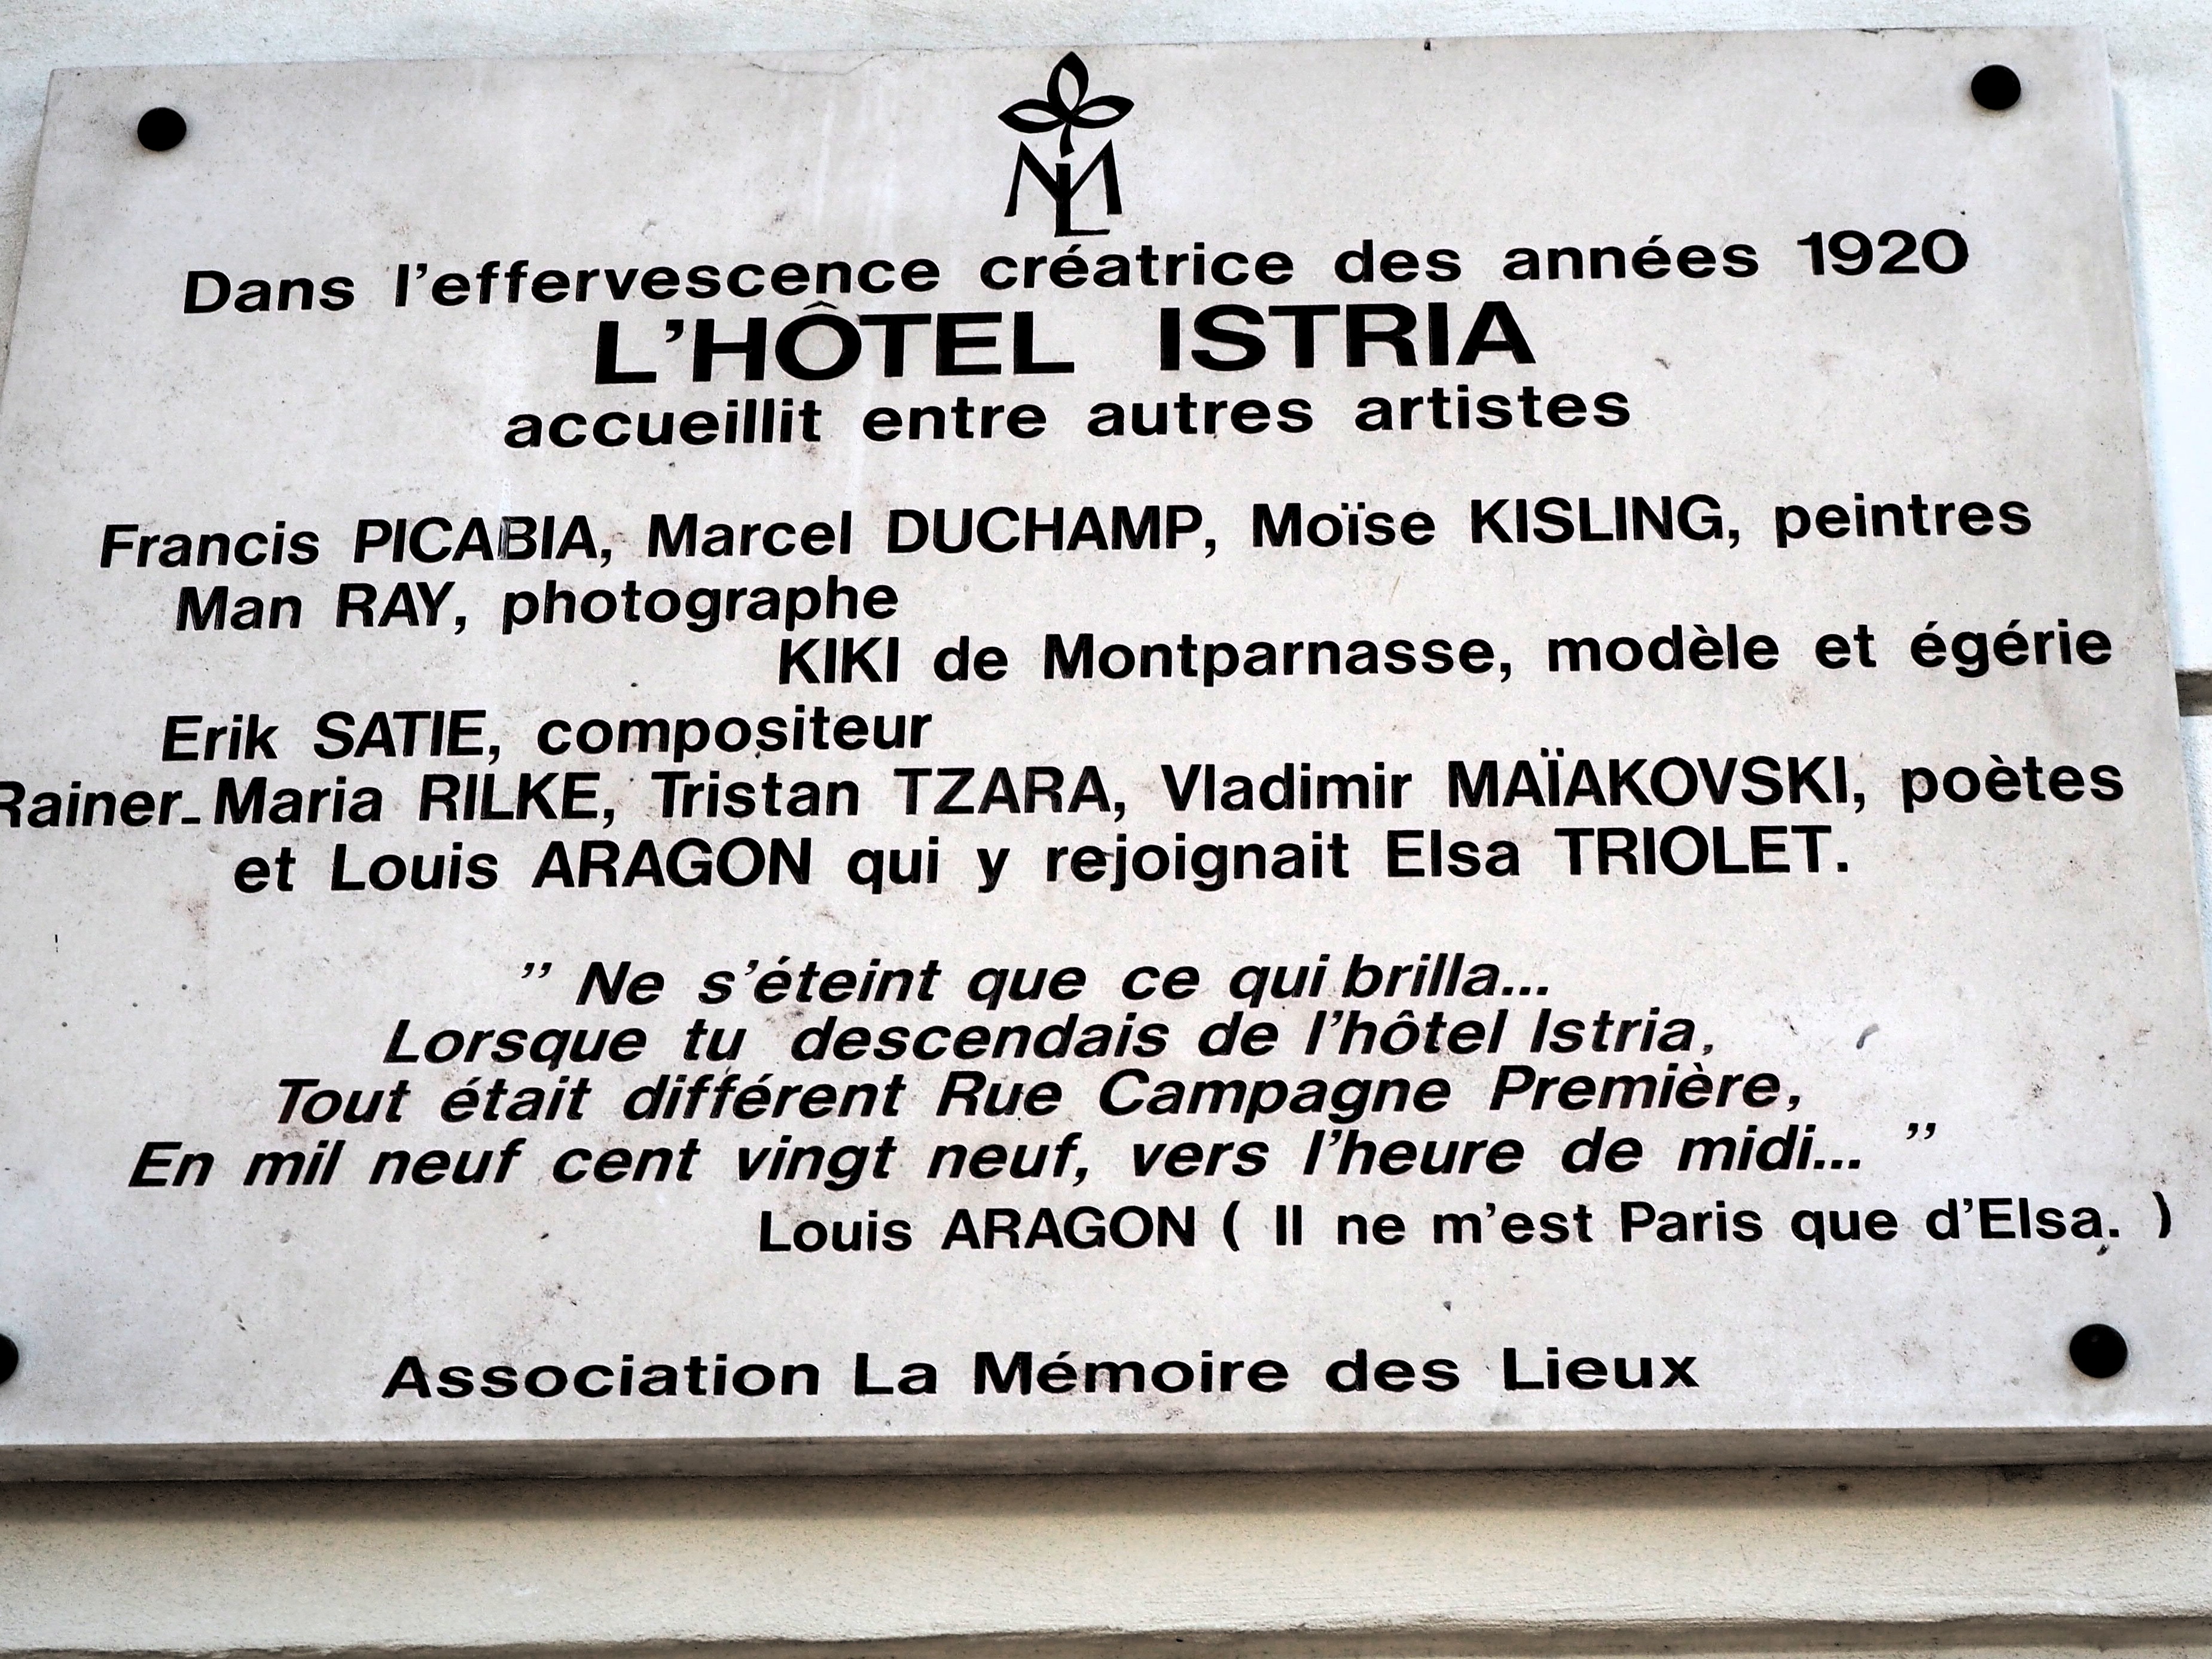 ML
Dans l'effervescence créatrice des années 1920
L'HÔTEL ISTRIA
accueillit entre autres artistes
Francis PICABIA, Marcel DUCHAMP, Moïse KISLING, peintres
Man RAY, photographe
KIKI de Montparnasse, modèle et égérie
Erik SATIE, compositeur
Rainer-Maria RILKE, Tristan TZARA, Vladimir MAÏAKOVSKI, poètes
et Louis ARAGON qui y rejoignait Elsa TRIOLET.
" Ne s'éteint que ce qui brilla...
Lorsque tu descendais de l'hôtel Istria,
Tout était différent Rue Campagne Première,
En mil neuf cent vingt neuf, vers l'heure de midi... "
Louis ARAGON ( Il ne m'est Paris que d'Elsa. )
Association La Mémoire des Lieux